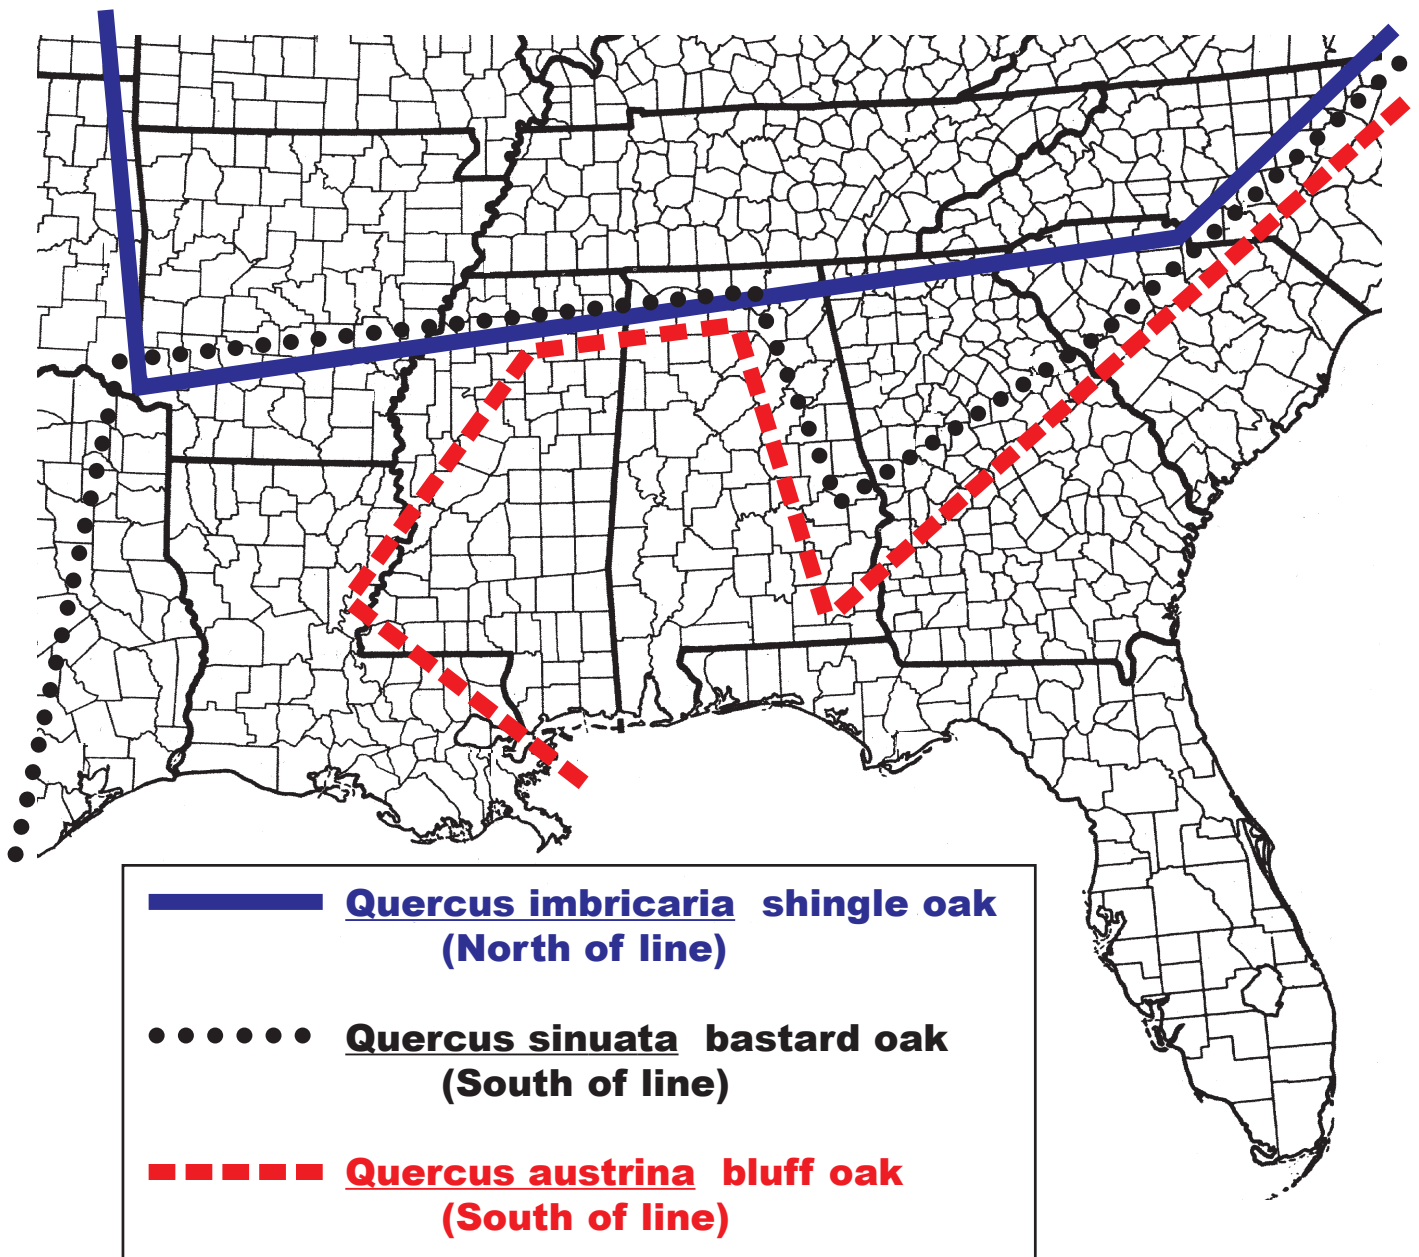 Quercus imbricaria shingle oak
(North of line)
Quercus sinuata bastard oak
(South of line)
Quercus austrina bluff oak
(South of line)